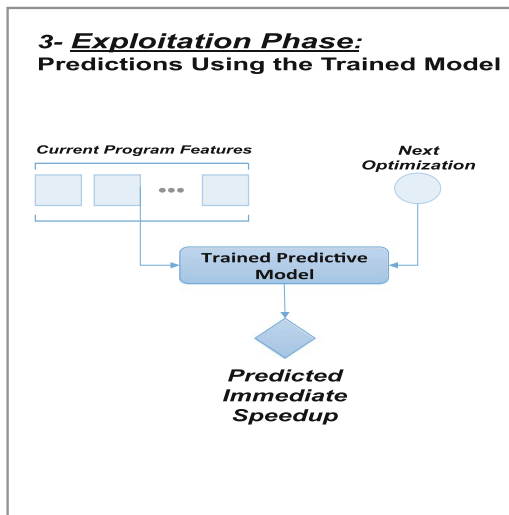 3- Exploitation Phase:
Predictions Using the Trained Model
Current Program Features
Next
Optimization
Trained Predictive
Model
Predicted
Immediate
Speedup